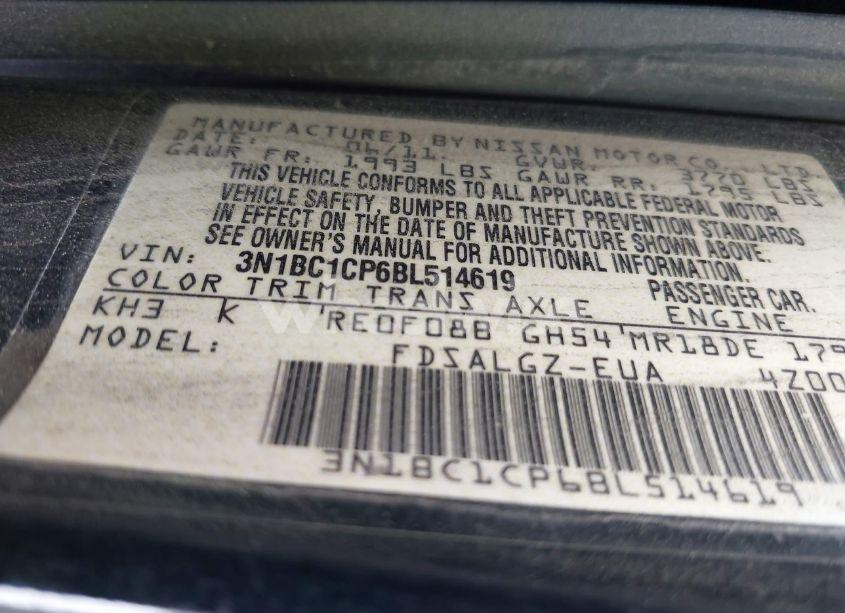 MANUFACTURED BY NISSAN MOTOR CO., LTD
DATE: 06/11. GVWR: 3770 LBS
GAWR FR: 1993 LBS GAWR RR: 1795 LBS
THIS VEHICLE CONFORMS TO ALL APPLICABLE FEDERAL MOTOR
VEHICLE SAFETY, BUMPER AND THEFT PREVENTION STANDARDS
IN EFFECT ON THE DATE OF MANUFACTURE SHOWN ABOVE.
SEE OWNER'S MANUAL FOR ADDITIONAL INFORMATION.
VIN: 3N1BC1CP6BL514619 PASSENGER CAR.
COLOR TRIM TRANS AXLE ENGINE
KH3 K RE0F08B GH54 MR18DE 179
MODEL: FDSALGZ-EUA 4Z00
3N1BC1CP6BL514619